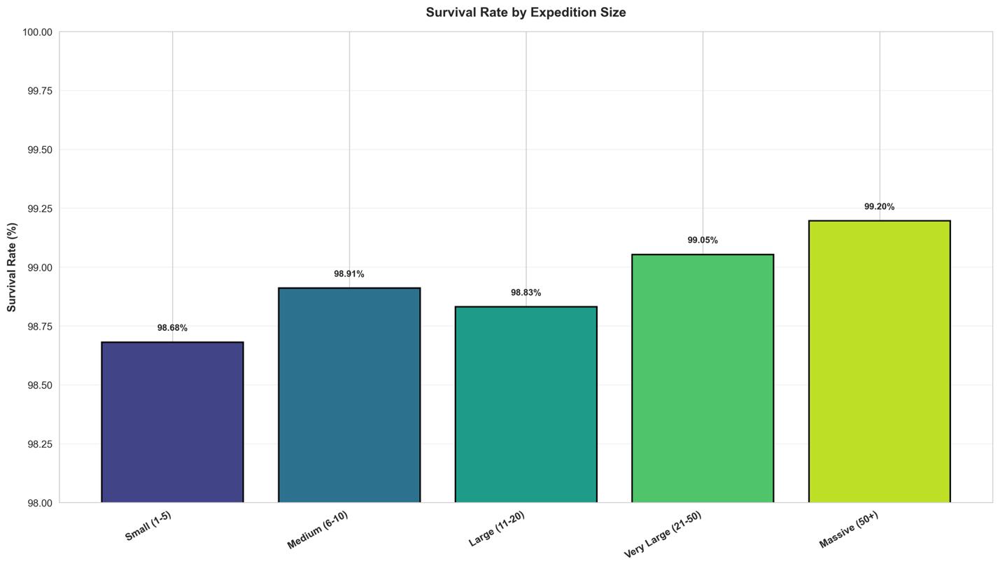 Survival Rate by Expedition Size
Survival Rate (%)
100.00
99.75
99.50
99.25
99.00
98.75
98.50
98.25
98.00
98.68%
98.91%
98.83%
99.05%
99.20%
Small (1-5)
Medium (6-10)
Large (11-20)
Very Large (21-50)
Massive (50+)